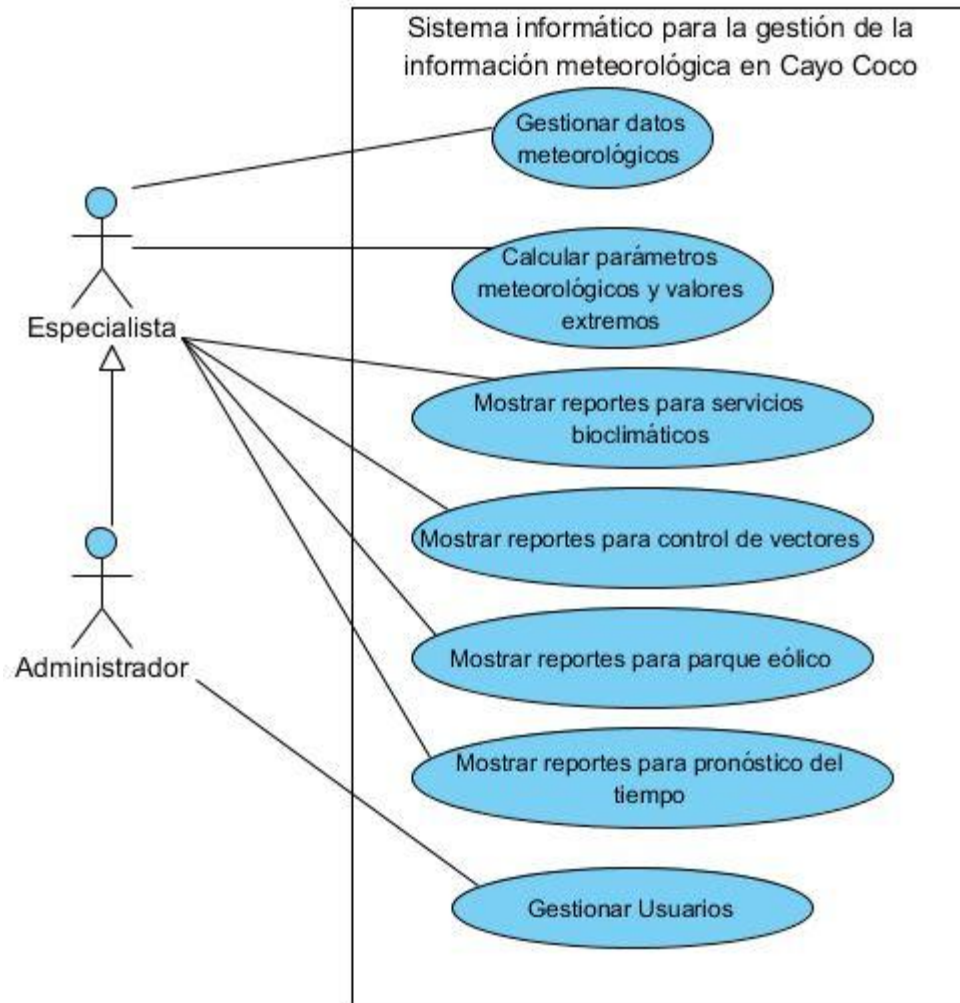 Sistema informático para la gestión de la
información meteorológica en Cayo Coco
Gestionar datos
meteorológicos
Calcular parámetros
meteorológicos y valores
extremos
Especialista
Mostrar reportes para servicios
bioclimáticos
Mostrar reportes para control de vectores
Mostrar reportes para parque eólico
Administrador
Mostrar reportes para pronóstico del
tiempo
Gestionar Usuarios